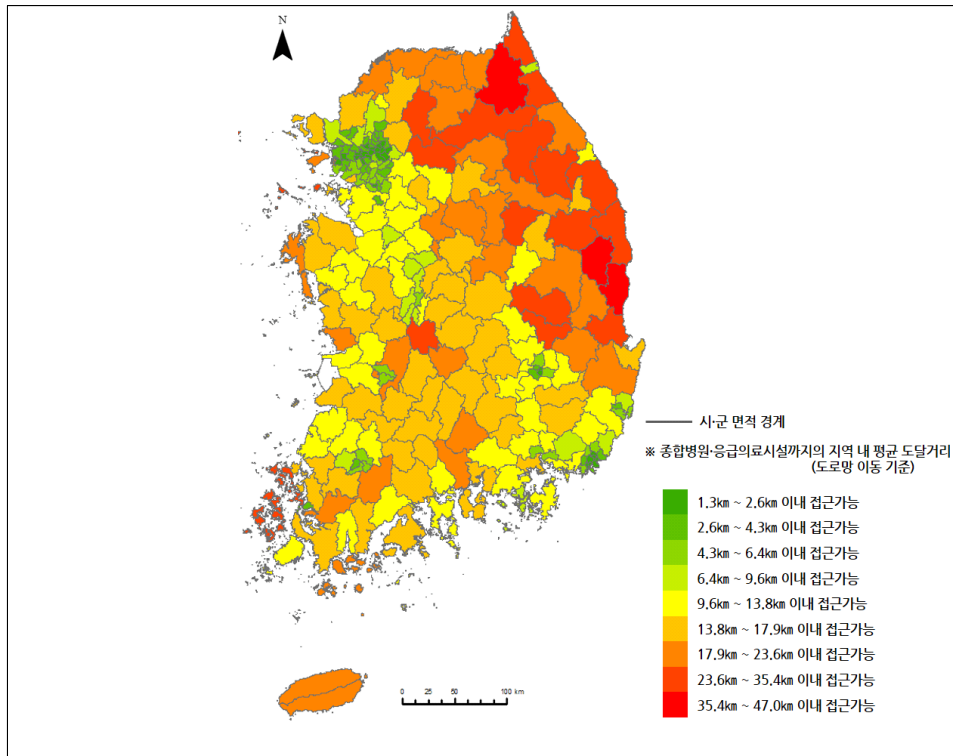 N
시·군 면적 경계
※ 종합병원·응급의료시설까지의 지역 내 평균 도달거리
(도로망 이동 기준)
1.3㎞ ~ 2.6㎞ 이내 접근가능
2.6㎞ ~ 4.3㎞ 이내 접근가능
4.3㎞ ~ 6.4㎞ 이내 접근가능
6.4㎞ ~ 9.6㎞ 이내 접근가능
9.6㎞ ~ 13.8㎞ 이내 접근가능
13.8㎞ ~ 17.9㎞ 이내 접근가능
17.9㎞ ~ 23.6㎞ 이내 접근가능
23.6㎞ ~ 35.4㎞ 이내 접근가능
35.4㎞ ~ 47.0㎞ 이내 접근가능
0 25 50 100 km